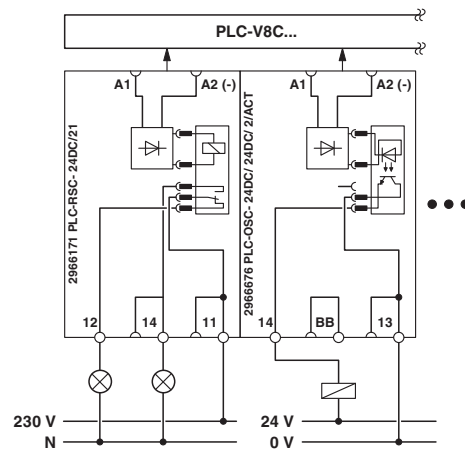 PLC-V8C...
A1 A2 (-) A1 A2 (-)
2966171 PLC-RSC- 24DC/21
2966676 PLC-OSC- 24DC/ 24DC/ 2/ACT
12 14 11 14 BB 13
230 V 24 V
N 0 V